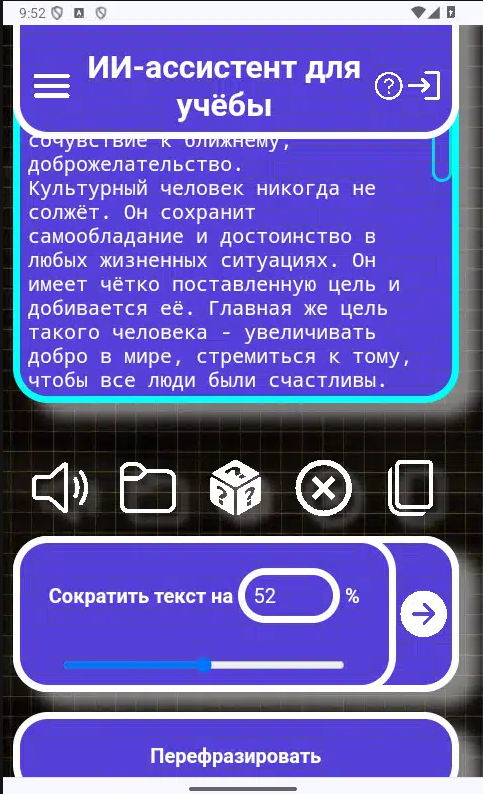 9:52
ИИ-ассистент для
учёбы
сочувствие к ближнему,
доброжелательство.
Культурный человек никогда не
солжёт. Он сохранит
самообладание и достоинство в
любых жизненных ситуациях. Он
имеет чётко поставленную цель и
добивается её. Главная же цель
такого человека - увеличивать
добро в мире, стремиться к тому,
чтобы все люди были счастливы.
Сократить текст на 52 %
Перефразировать